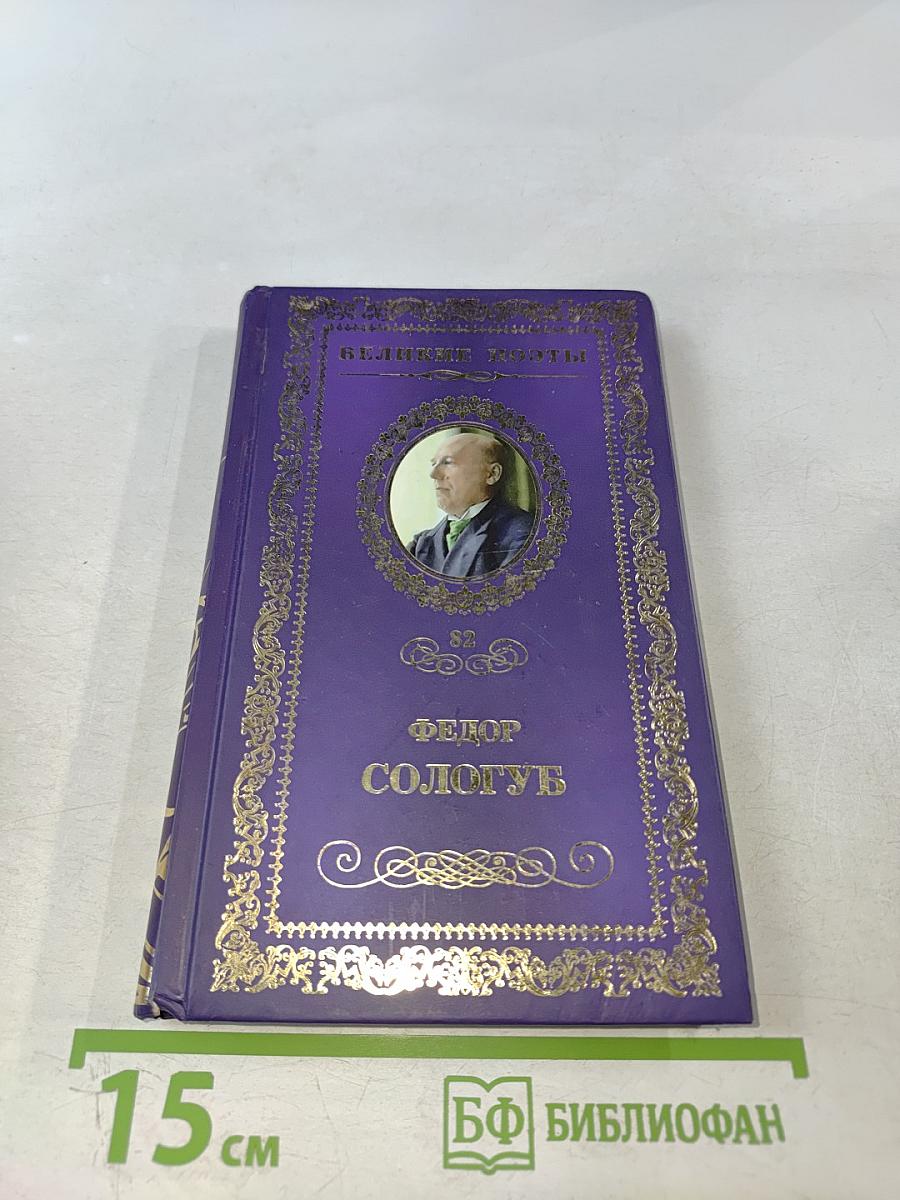 ВЕЛИКИЕ ПОЭТЫ
82
ФЕДОР
СОЛОГУБ
15 см
БФ БИБЛИОФАН